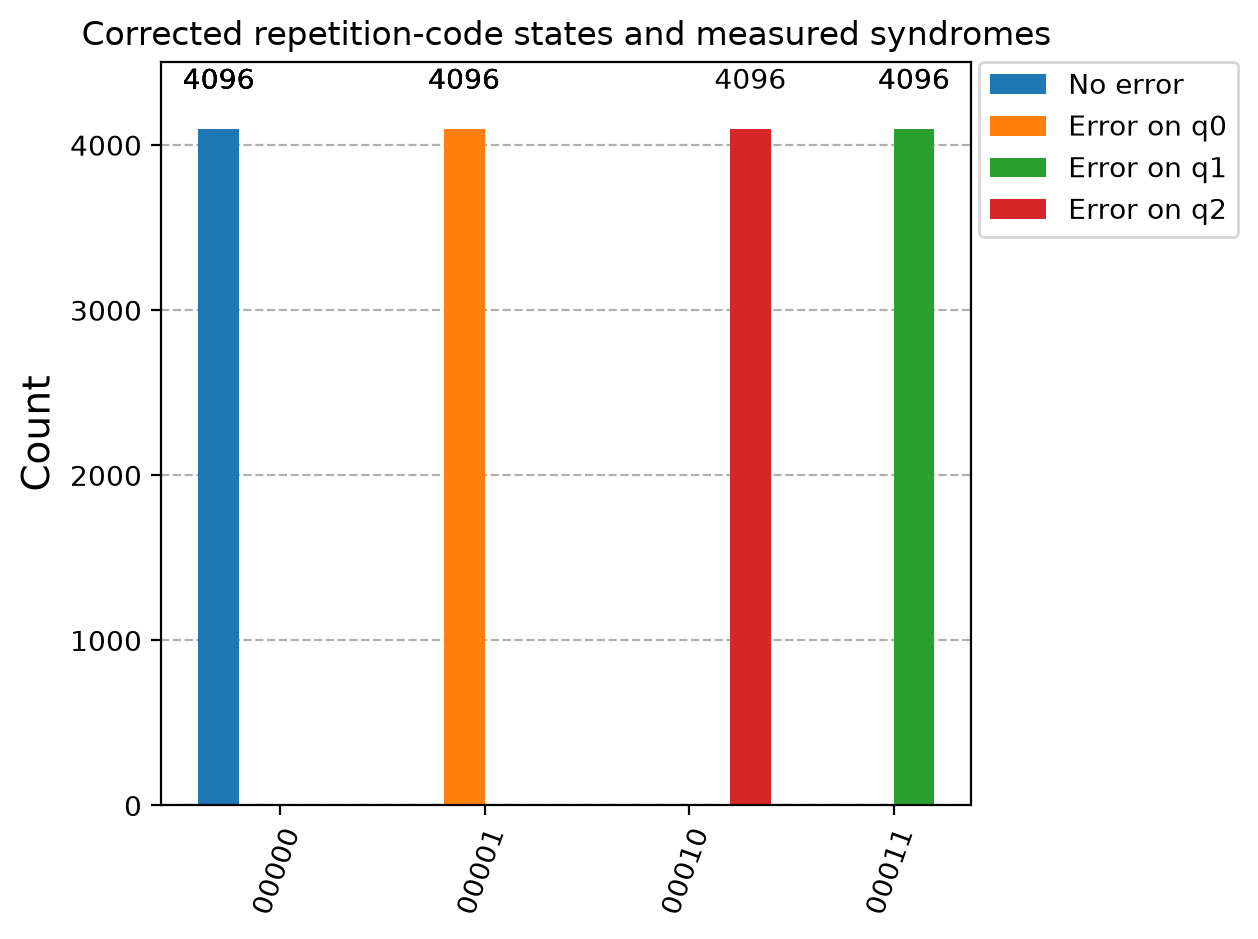 Corrected repetition-code states and measured syndromes
4096 4096 4096 4096
No error
Error on q0
Error on q1
Error on q2
4000
3000
2000
1000
0
Count
00000 00001 00010 00011